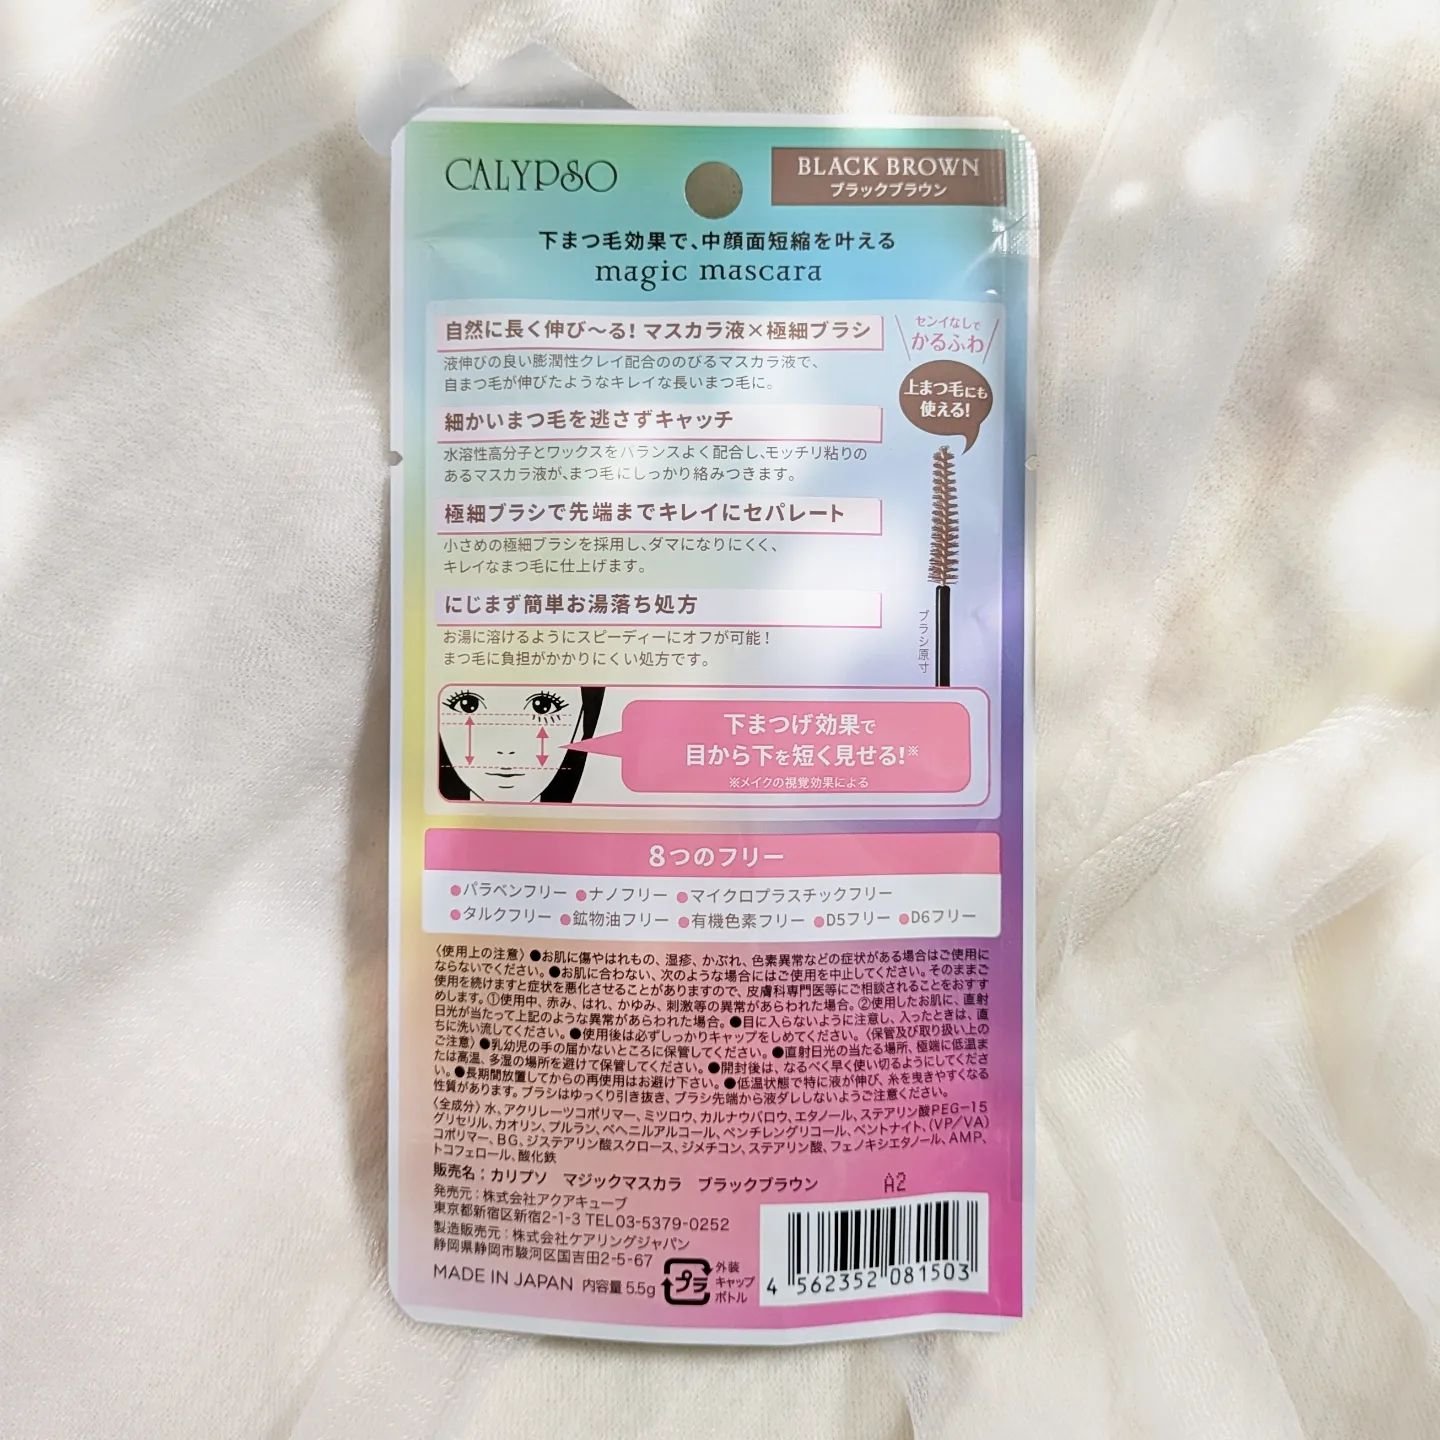 CALYPSO
BLACK BROWN
ブラックブラウン
下まつ毛効果で、中顔面短縮を叶える
magic mascara
自然に長く伸び〜る! マスカラ液×極細ブラシ
液伸びの良い膨潤性クレイ配合ののびるマスカラ液で、
自まつ毛が伸びたようなキレイな長いまつ毛に。
センイなしで
かるふわ
上まつ毛にも
使える!
細かいまつ毛を逃さずキャッチ
水溶性高分子とワックスをバランスよく配合し、モッチリ粘りの
あるマスカラ液が、まつ毛にしっかり絡みつきます。
極細ブラシで先端までキレイにセパレート
小さめの極細ブラシを採用し、ダマになりにくく、
キレイなまつ毛に仕上げます。
にじまず簡単お湯落ち処方
お湯に溶けるようにスピーディーにオフが可能!
まつ毛に負担がかかりにくい処方です。
ブラシ原寸
下まつげ効果で
目から下を短く見せる!※
※メイクの視覚効果による
8つのフリー
●パラベンフリー ●ナノフリー ●マイクロプラスチックフリー
●タルクフリー ●鉱物油フリー ●有機色素フリー ●D5フリー ●D6フリー
〈使用上の注意〉●お肌に傷やはれもの、湿疹、かぶれ、色素異常などの症状がある場合はご使用に
ならないでください。●お肌に合わない、次のような場合にはご使用を中止してください。そのままご
使用を続けますと症状を悪化させることがありますので、皮膚科専門医等にご相談されることをおすす
めします。①使用中、赤み、はれ、かゆみ、刺激等の異常があらわれた場合。②使用したお肌に、直射
日光が当たって上記のような異常があらわれた場合。●目に入らないように注意し、入ったときは、直
ちに洗い流してください。●使用後は必ずしっかりキャップをしめてください。〈保管及び取り扱い上の
ご注意〉●乳幼児の手の届かないところに保管してください。●直射日光の当たる場所、極端に低温ま
たは高温、多湿の場所を避けて保管してください。●開封後は、なるべく早く使い切るようにしてくださ
い。●長期間放置してからの再使用はお避け下さい。●低温状態で特に液が伸び、糸を曳きやすくなる
性質があります。ブラシはゆっくり引き抜き、ブラシ先端から液ダレしないようご注意ください。
〈全成分〉水、アクリレーツコポリマー、ミツロウ、カルナウバロウ、エタノール、ステアリン酸PEG-15
グリセリル、カオリン、プルラン、ベヘニルアルコール、ペンチレングリコール、ベントナイト、(VP/VA)
コポリマー、BG、ジステアリン酸スクロース、ジメチコン、ステアリン酸、フェノキシエタノール、AMP、
トコフェロール、酸化鉄
販売名：カリプソ マジックマスカラ ブラックブラウン
A2
発売元：株式会社アクアキューブ
東京都新宿区新宿2-1-3 TEL03-5379-0252
製造販売元：株式会社ケアリングジャパン
静岡県静岡市駿河区国吉田2-5-67
MADE IN JAPAN 内容量 5.5g
プラ
外装
キャップ
ボトル
4 562352 081503